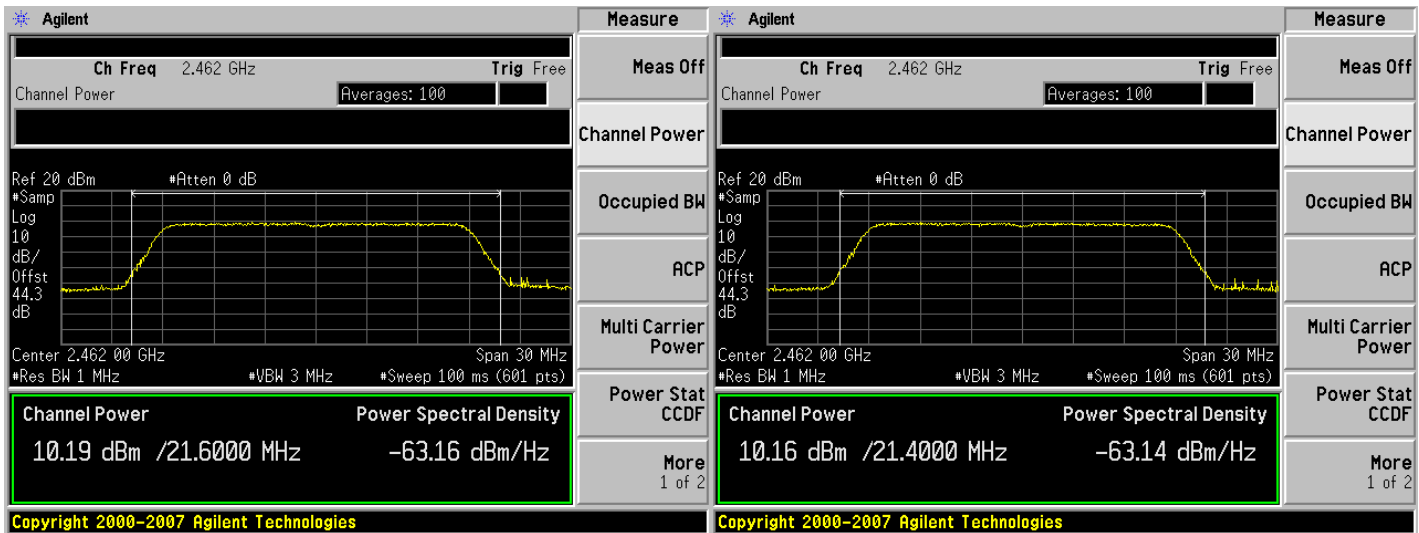 Agilent
Measure
Ch Freq 2.462 GHz Trig Free
Meas Off
Channel Power Averages: 100
Channel Power
Ref 20 dBm #Atten 0 dB
#Samp
Log
10
dB/
Offst
44.3
dB
Occupied BW
ACP
Multi Carrier
Power
Center 2.462 00 GHz Span 30 MHz
#Res BW 1 MHz #VBW 3 MHz #Sweep 100 ms (601 pts)
Power Stat
CCDF
Channel Power Power Spectral Density
10.19 dBm /21.6000 MHz -63.16 dBm/Hz
More
1 of 2
Copyright 2000-2007 Agilent Technologies
Agilent
Measure
Ch Freq 2.462 GHz Trig Free
Meas Off
Channel Power Averages: 100
Channel Power
Ref 20 dBm #Atten 0 dB
#Samp
Log
10
dB/
Offst
44.3
dB
Occupied BW
ACP
Multi Carrier
Power
Center 2.462 00 GHz Span 30 MHz
#Res BW 1 MHz #VBW 3 MHz #Sweep 100 ms (601 pts)
Power Stat
CCDF
Channel Power Power Spectral Density
10.16 dBm /21.4000 MHz -63.14 dBm/Hz
More
1 of 2
Copyright 2000-2007 Agilent Technologies